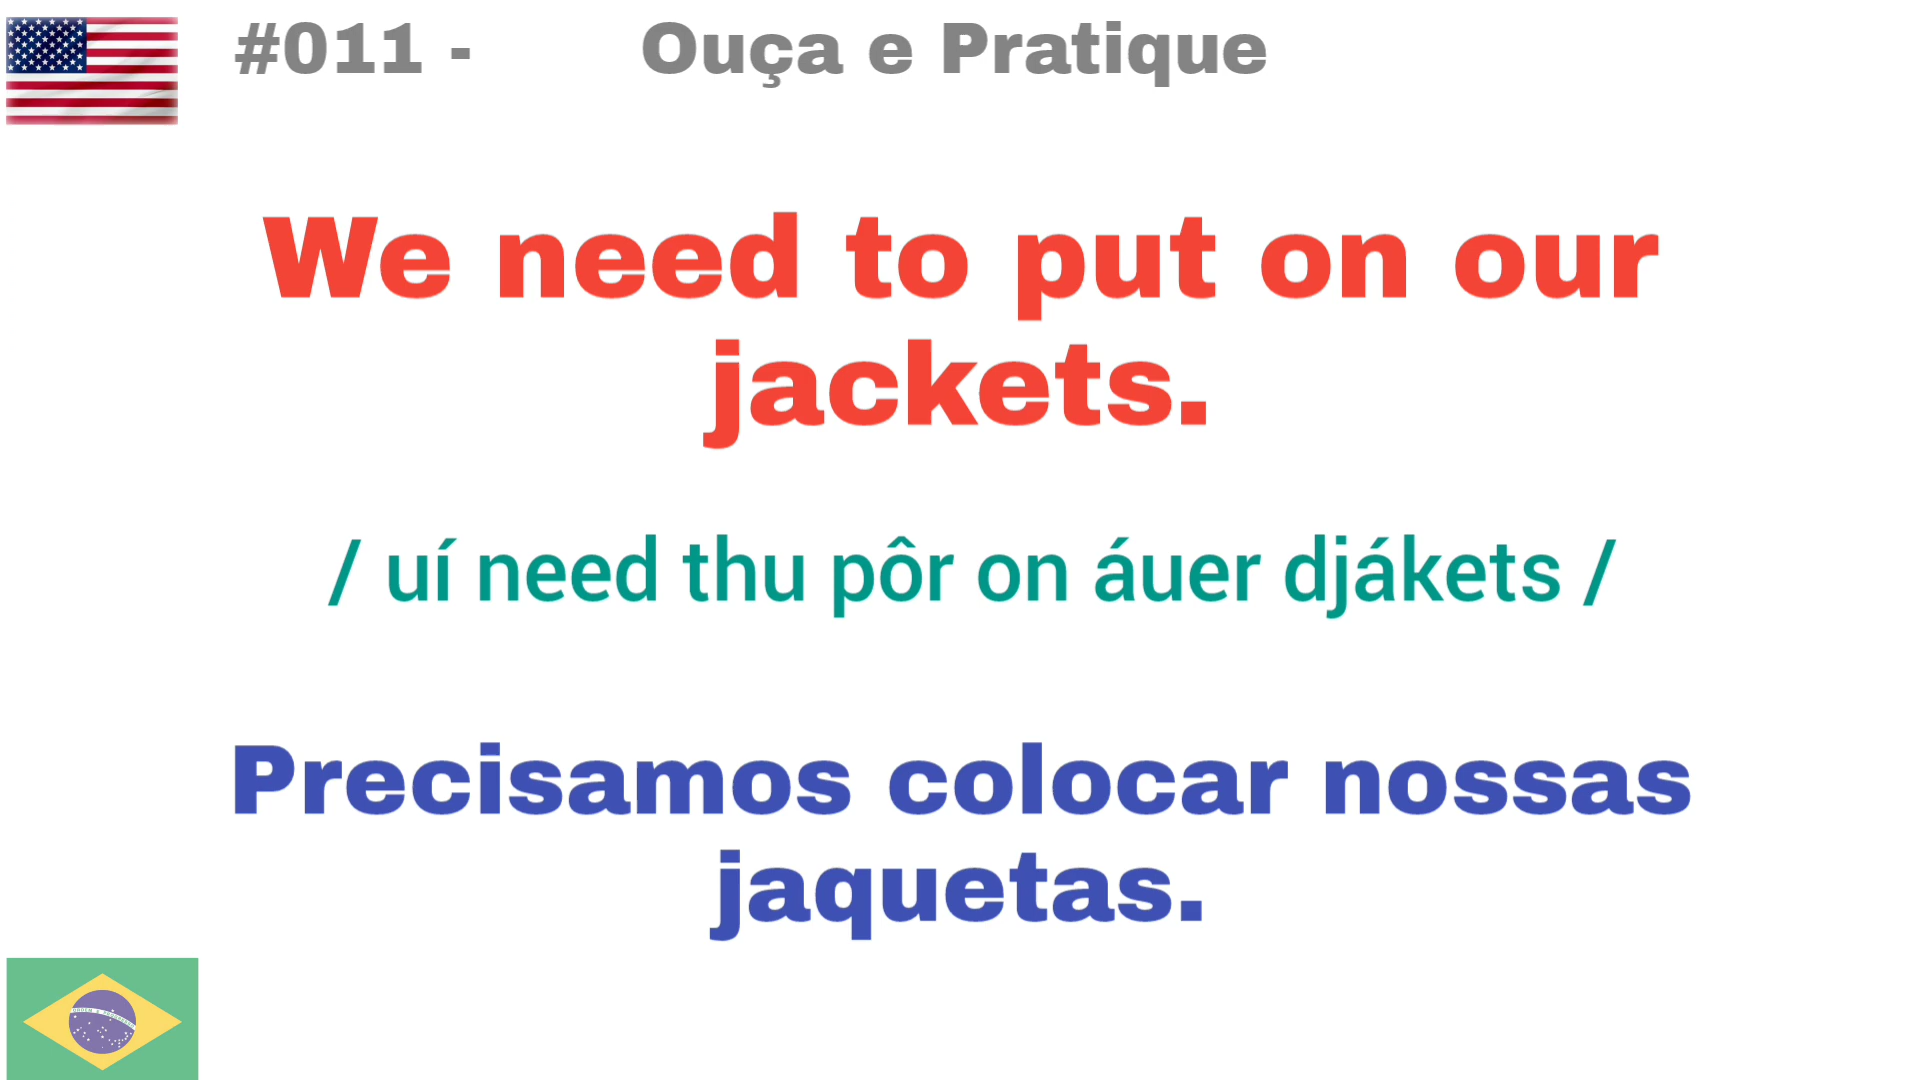 #011 - Ouça e Pratique
We need to put on our
jackets.
/ uí need thu pôr on áuer djákets /
Precisamos colocar nossas
jaquetas.